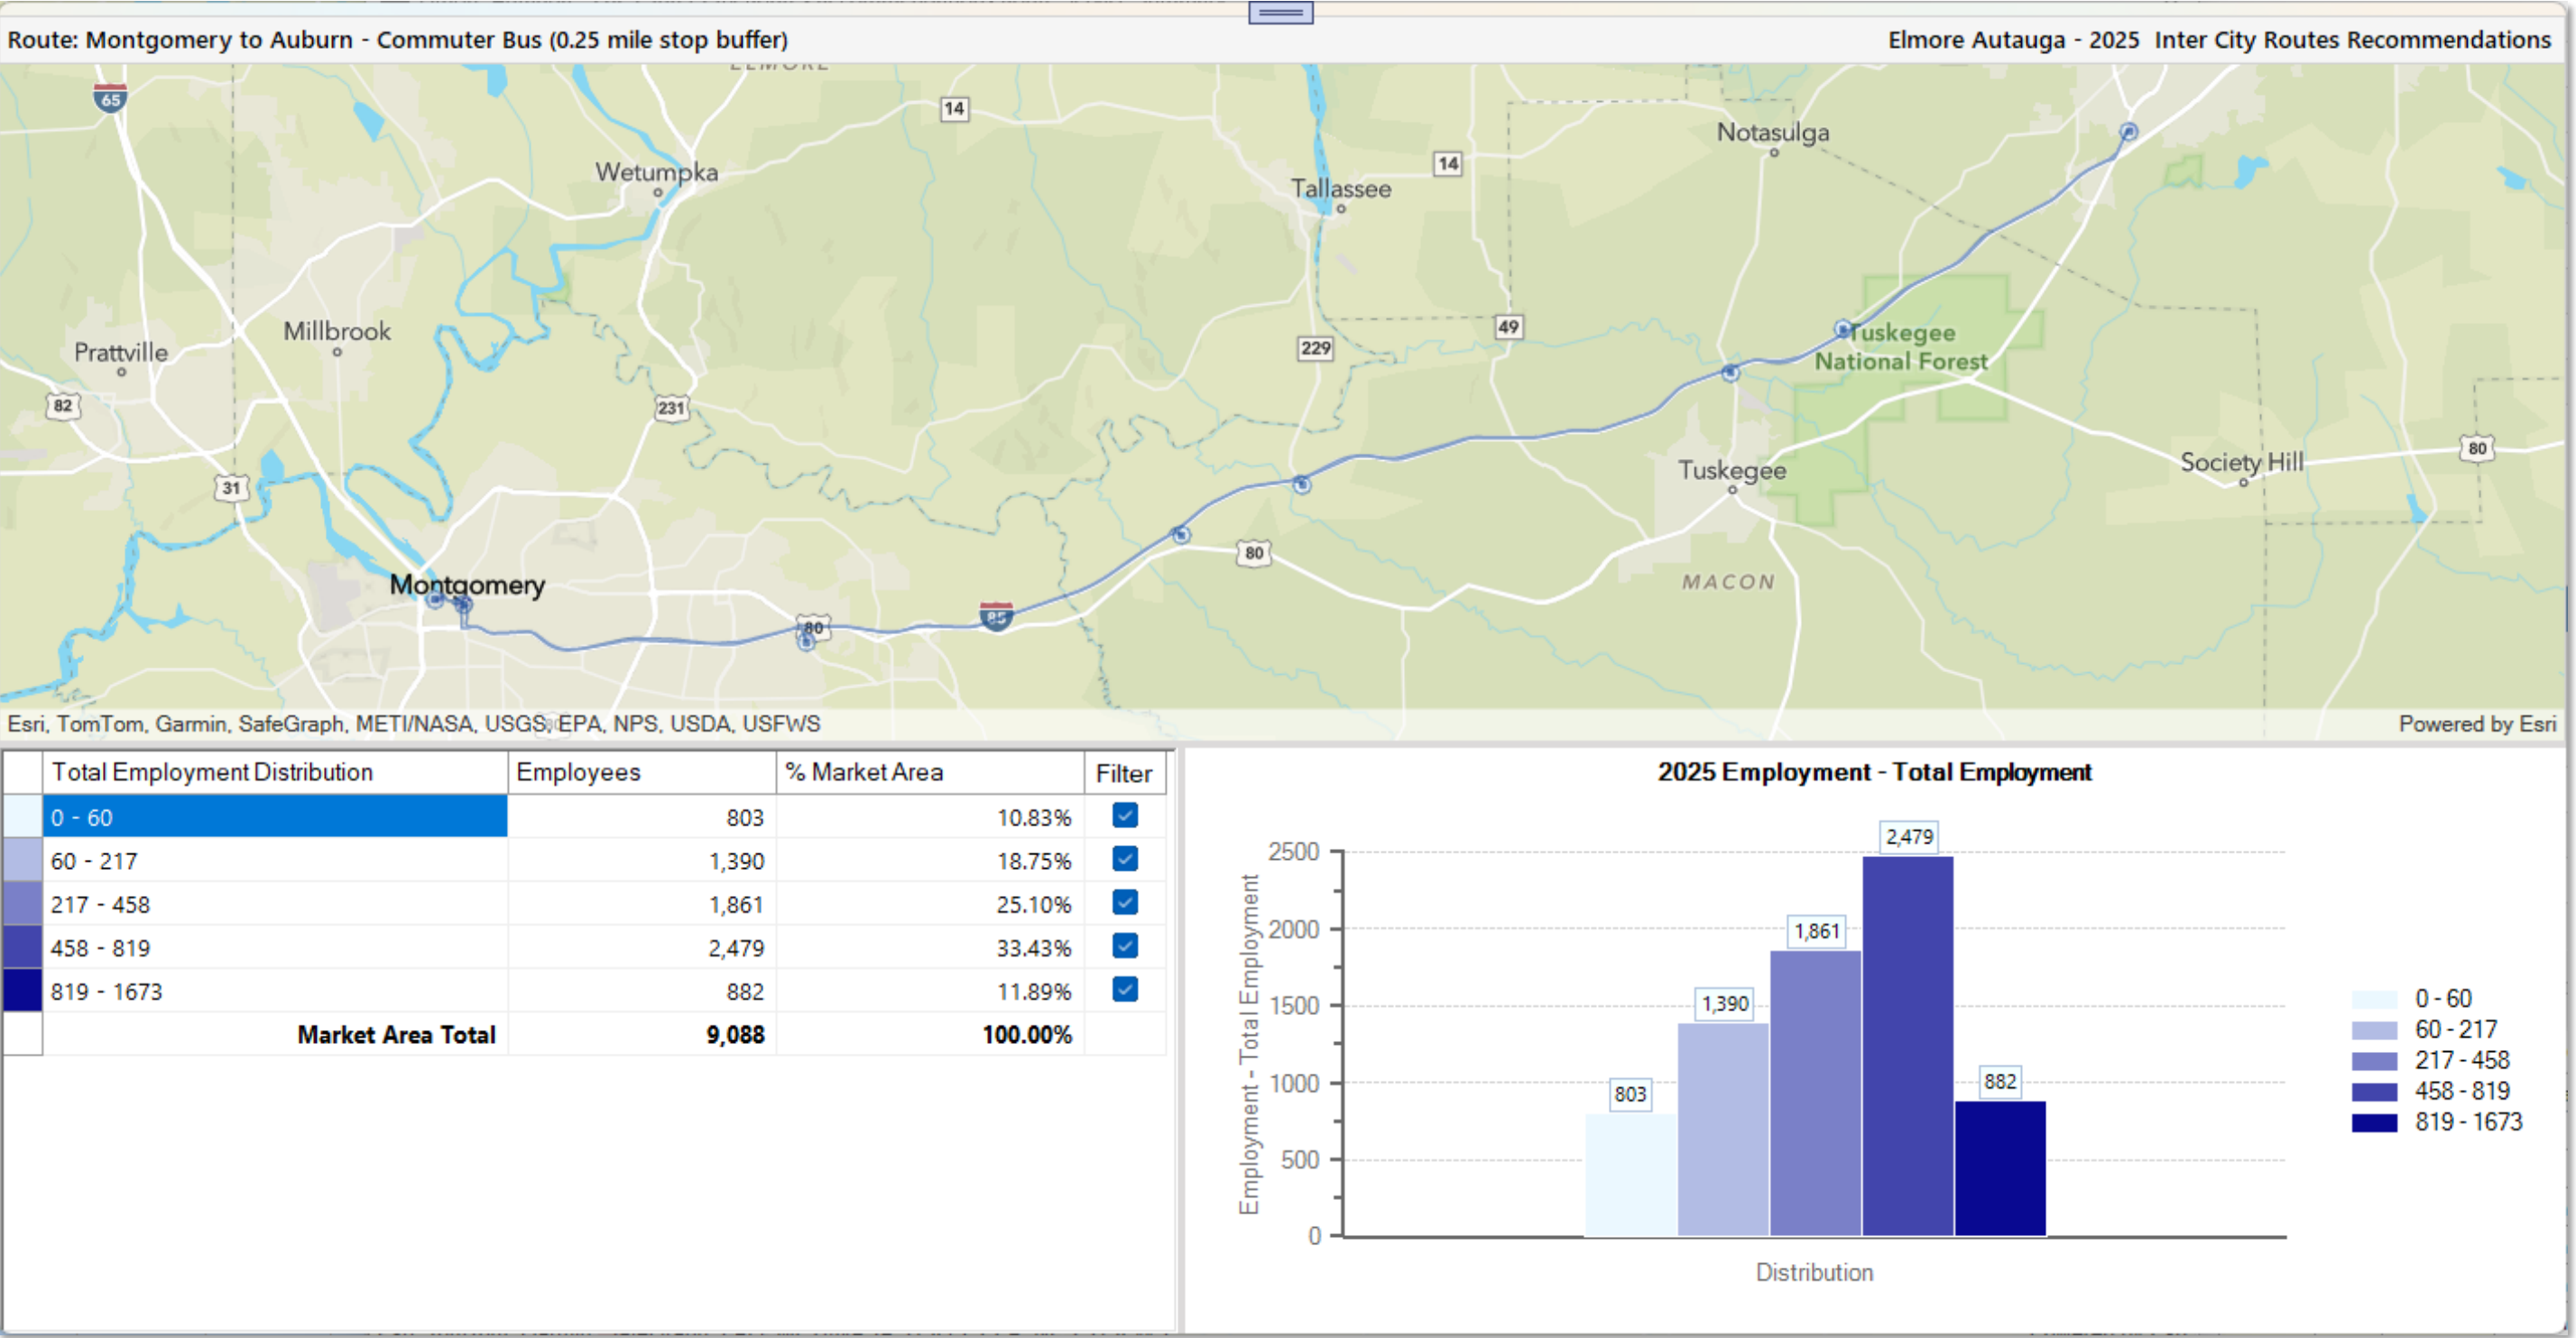 Route: Montgomery to Auburn - Commuter Bus (0.25 mile stop buffer)
Elmore Autauga - 2025 Inter City Routes Recommendations
ELMORE
65
14
Notasulga
Wetumpka
14
Tallassee
Millbrook
49
Tuskegee
National Forest
Prattville
229
82
231
80
Society Hill
Tuskegee
31
80
MACON
Montgomery
85
80
Esri, TomTom, Garmin, SafeGraph, METI/NASA, USGS, EPA, NPS, USDA, USFWS
80
Powered by Esri
Total Employment Distribution Employees % Market Area Filter
0 - 60 803 10.83%
60 - 217 1,390 18.75%
217 - 458 1,861 25.10%
458 - 819 2,479 33.43%
819 - 1673 882 11.89%
Market Area Total 9,088 100.00%
2025 Employment - Total Employment
Employment - Total Employment
2500
2000
1500
1000
500
0
803
1,390
1,861
2,479
882
Distribution
0 - 60
60 - 217
217 - 458
458 - 819
819 - 1673